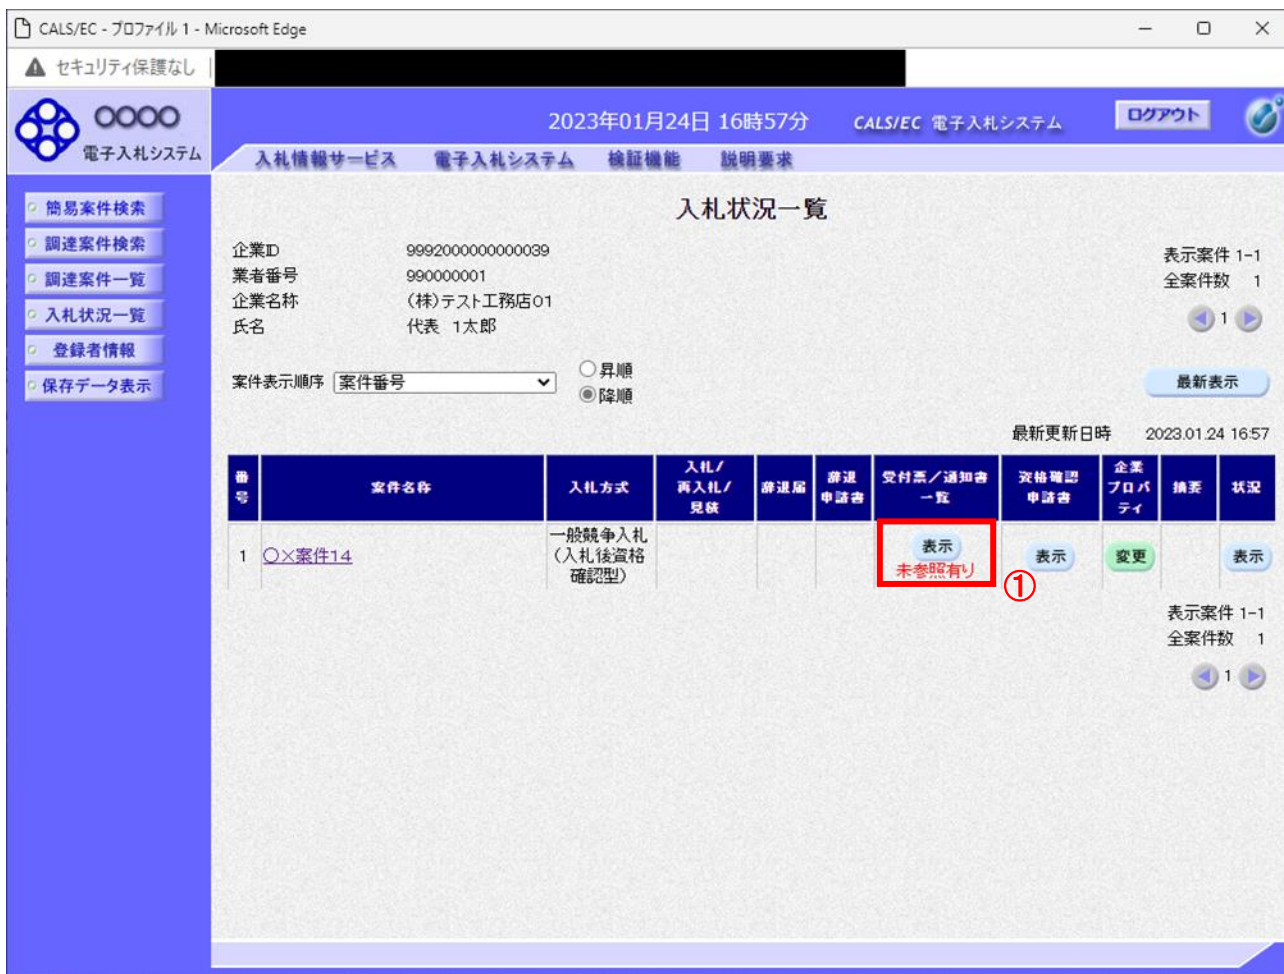 CALS/EC - プロファイル 1 - Microsoft Edge
セキュリティ保護なし
○○○○
電子入札システム
2023年01月24日 16時57分
CALS/EC 電子入札システム
ログアウト
入札情報サービス 電子入札システム 検証機能 説明要求
簡易案件検索
調達案件検索
調達案件一覧
入札状況一覧
登録者情報
保存データ表示
入札状況一覧
企業ID 9992000000000039
業者番号 990000001
企業名称 (株)テスト工務店01
氏名 代表 1太郎
表示案件 1-1
全案件数 1
1
案件表示順序 案件番号
昇順
降順
最新表示
最新更新日時 2023.01.24 16:57
番号 案件名称 入札方式 入札/再入札/見積 辞退届 辞退申請書 受付票/通知書一覧 資格確認申請書 企業プロパティ 摘要 状況
1 ○×案件14 一般競争入札(入札後資格確認型) 表示 未参照有り 表示 変更 表示
①
表示案件 1-1
全案件数 1
1